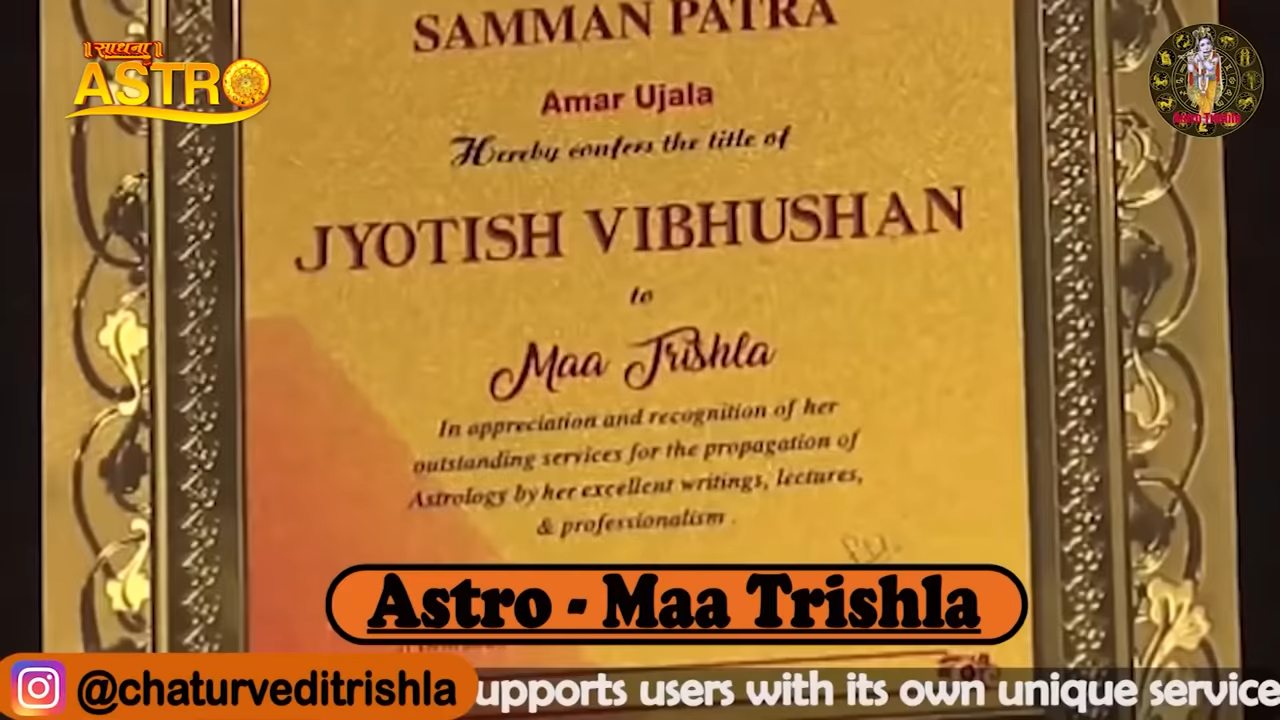 SAMMAN PATRA
॥साधना॥
ASTRO
Astro Trishla
Amar Ujala
Hereby confers the title of
JYOTISH VIBHUSHAN
to
Maa Trishla
In appreciation and recognition of her
outstanding services for the propagation of
Astrology by her excellent writings, lectures,
& professionalism .
Astro - Maa Trishla
@chaturveditrishla
upports users with its own unique service